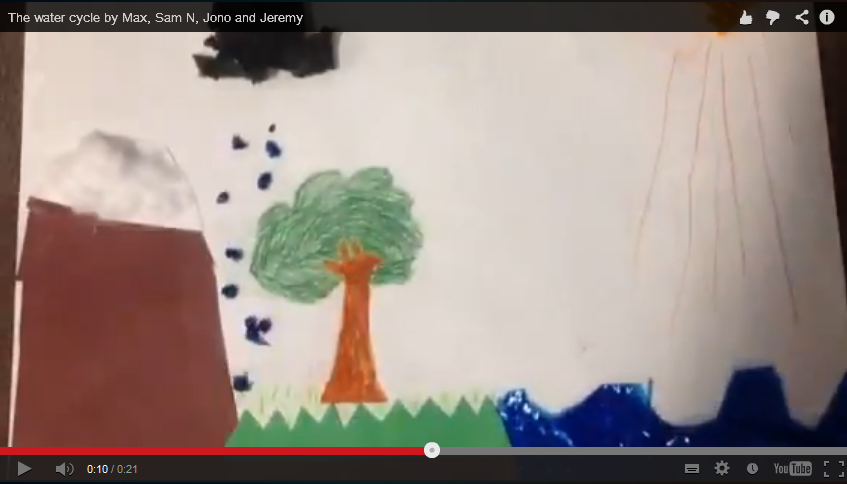 The water cycle by Max, Sam N, Jono and Jeremy
0:10 / 0:21
YouTube